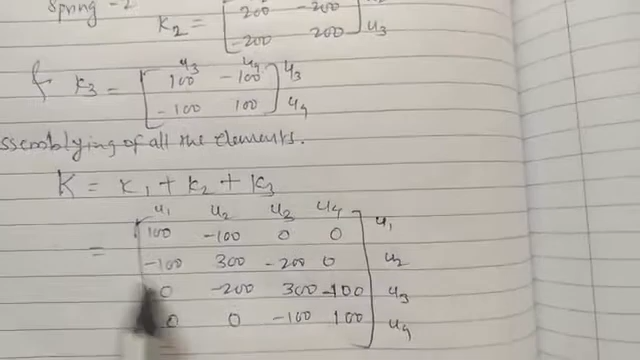 Spring -2
K2 = [ 200 -200
-200 200 ] u3
K3 = [ 100 -100 ] u3
u3 u4
-100 100 u4
ssemblying of all the elements.
K = K1 + K2 + K3
u1 u2 u3 u4
= [ 100 -100 0 0 ] u1
-100 300 -200 0 u2
0 -200 300 -100 u3
0 0 -100 100 u4